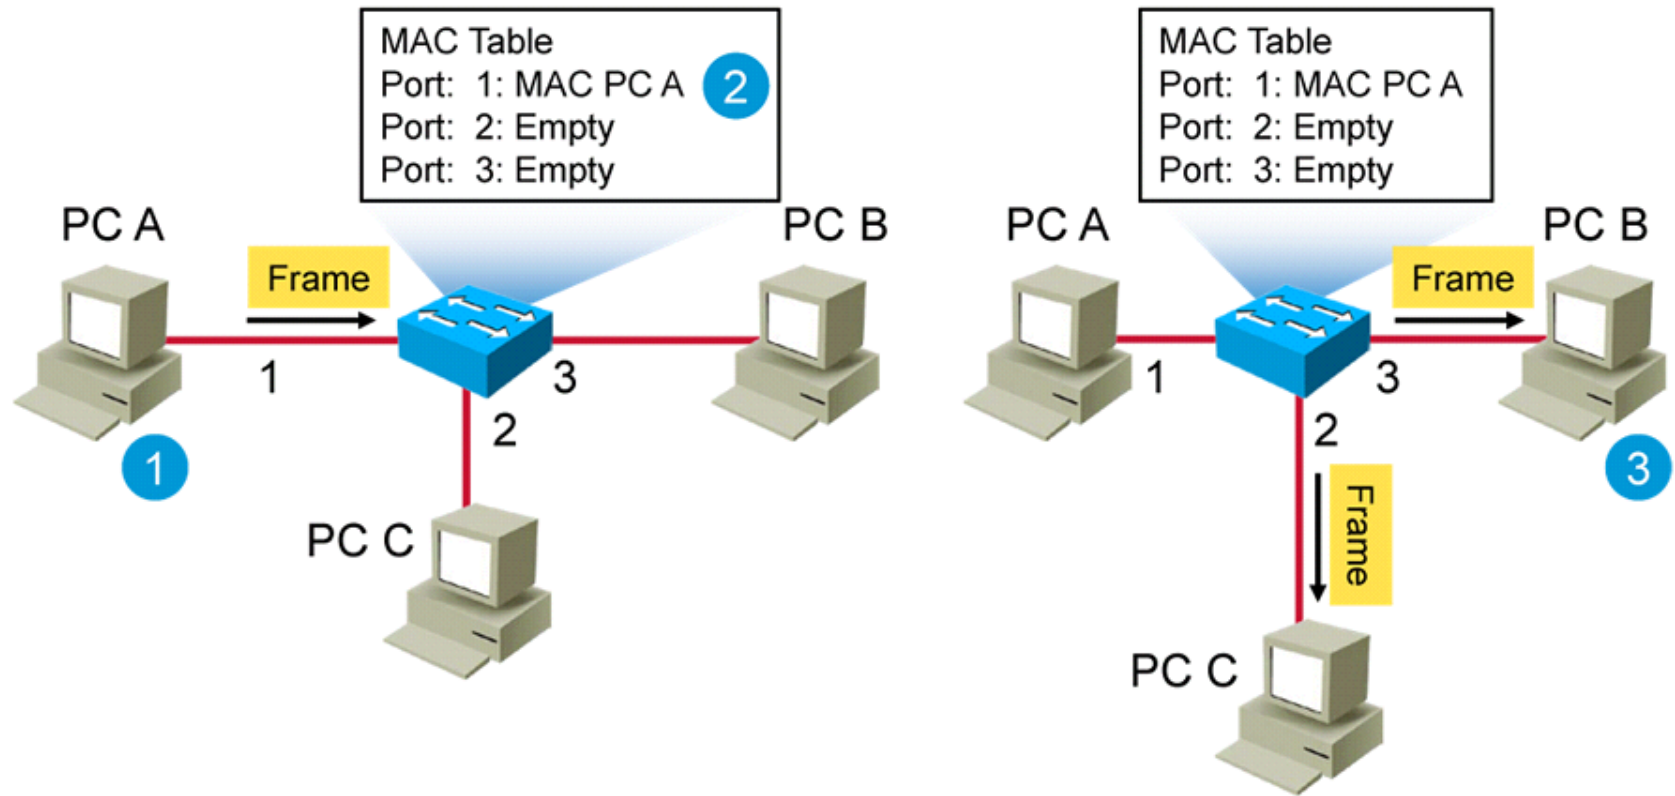 MAC Table
Port: 1: MAC PC A
2
Port: 2: Empty
Port: 3: Empty
PC A
PC B
Frame
1
3
2
1
PC C
MAC Table
Port: 1: MAC PC A
Port: 2: Empty
Port: 3: Empty
PC A
PC B
Frame
1
3
2
3
Frame
PC C